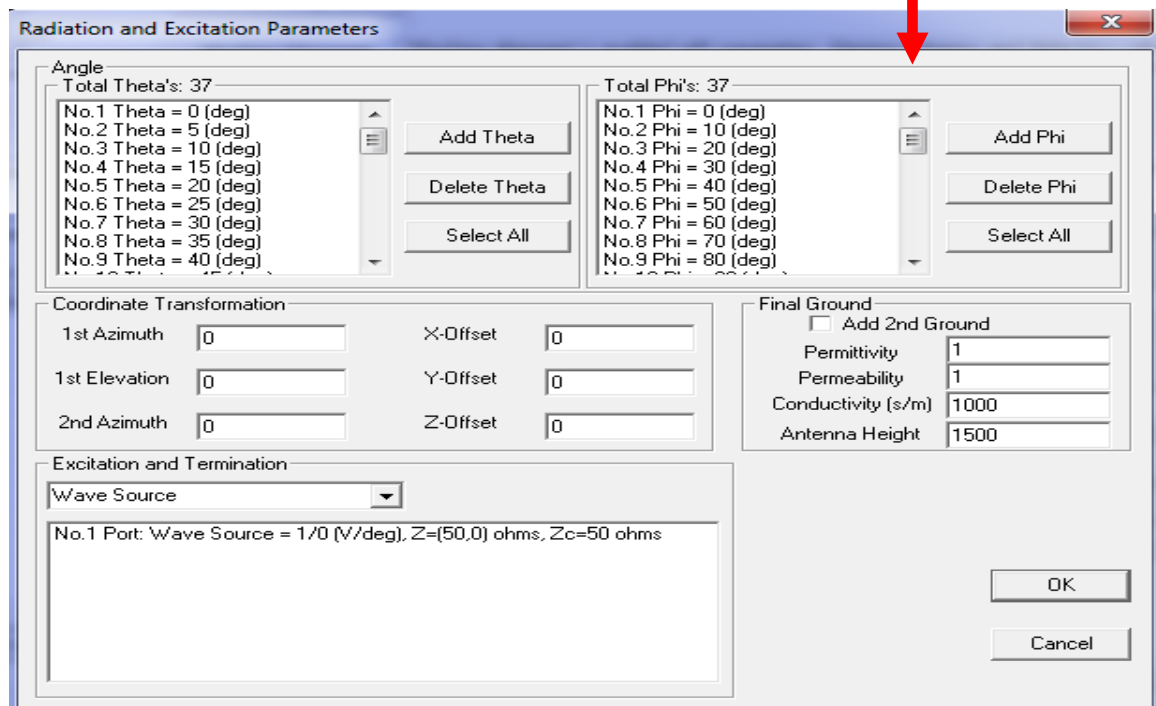 Radiation and Excitation Parameters
Angle
Total Theta's: 37
No.1 Theta = 0 (deg)
No.2 Theta = 5 (deg)
No.3 Theta = 10 (deg)
No.4 Theta = 15 (deg)
No.5 Theta = 20 (deg)
No.6 Theta = 25 (deg)
No.7 Theta = 30 (deg)
No.8 Theta = 35 (deg)
No.9 Theta = 40 (deg)
Add Theta
Delete Theta
Select All
Total Phi's: 37
No.1 Phi = 0 (deg)
No.2 Phi = 10 (deg)
No.3 Phi = 20 (deg)
No.4 Phi = 30 (deg)
No.5 Phi = 40 (deg)
No.6 Phi = 50 (deg)
No.7 Phi = 60 (deg)
No.8 Phi = 70 (deg)
No.9 Phi = 80 (deg)
Add Phi
Delete Phi
Select All
Coordinate Transformation
1st Azimuth 0 X-Offset 0
1st Elevation 0 Y-Offset 0
2nd Azimuth 0 Z-Offset 0
Final Ground
Add 2nd Ground
Permittivity 1
Permeability 1
Conductivity (s/m) 1000
Antenna Height 1500
Excitation and Termination
Wave Source
No.1 Port: Wave Source = 1/0 (V/deg), Z=(50,0) ohms, Zc=50 ohms
OK
Cancel